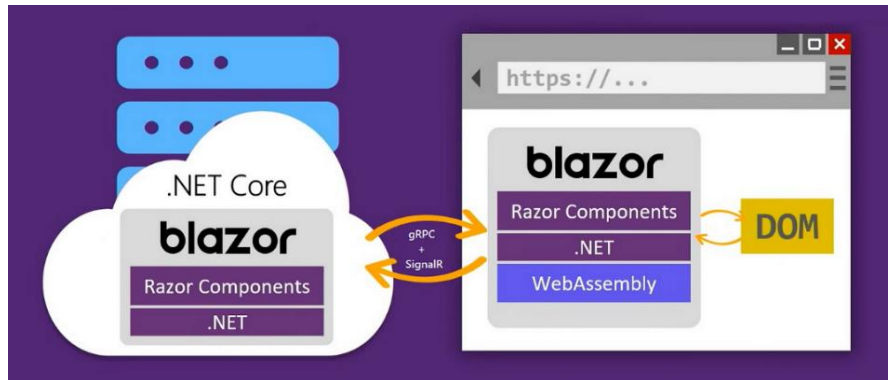 .NET Core
blazor
Razor Components
.NET
gRPC
+
SignalR
https://...
blazor
Razor Components
.NET
WebAssembly
DOM